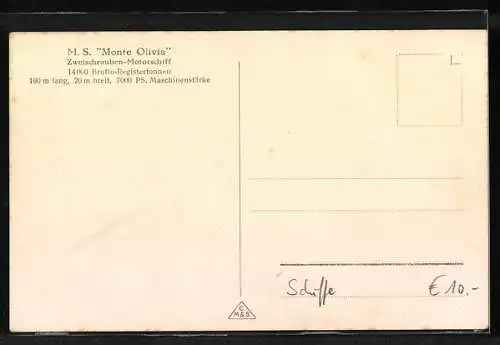 M. S. "Monte Olivia"
Zweischrauben-Motorschiff
14000 Brutto-Registertonnen
160 m lang, 20 m breit, 7000 PS. Maschinenstärke
Schiffe € 10.-
C
M&S